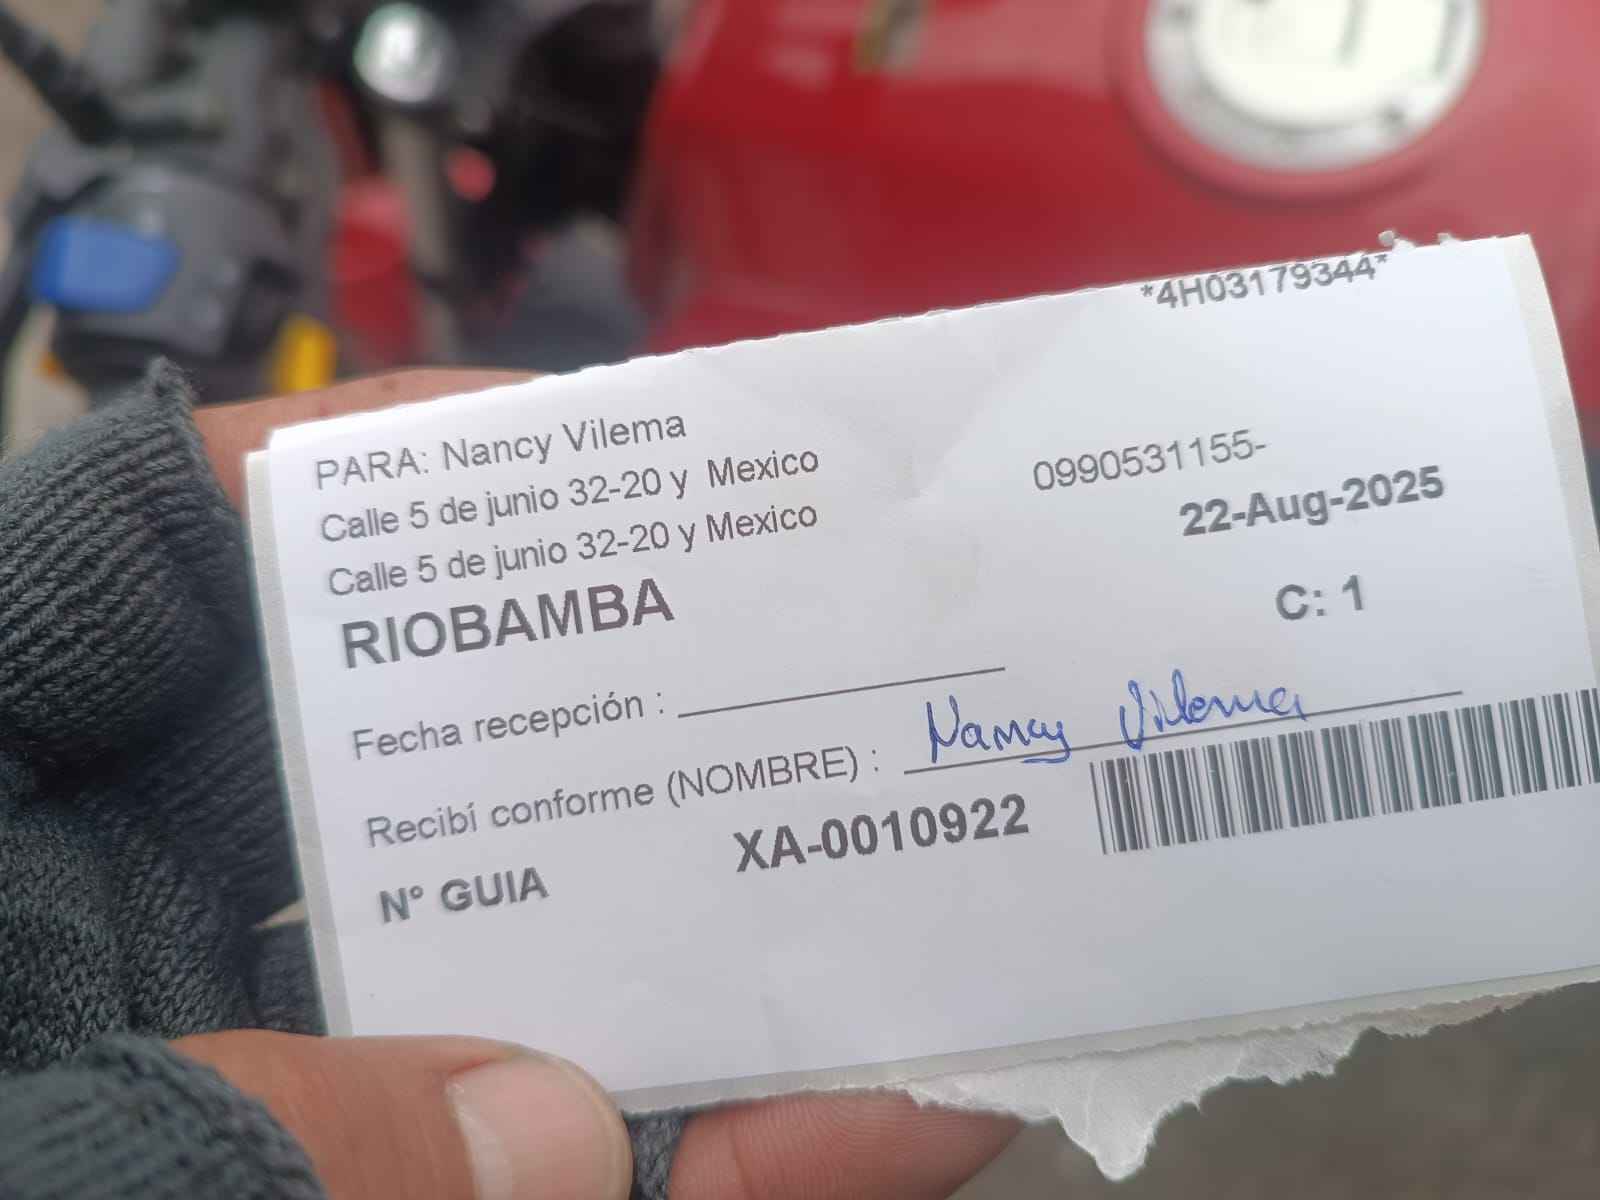 *4H03179344*
PARA: Nancy Vilema
Calle 5 de junio 32-20 y Mexico 0990531155-
Calle 5 de junio 32-20 y Mexico 22-Aug-2025
RIOBAMBA C: 1
Fecha recepción :
Recibí conforme (NOMBRE) : Nancy Vilema
N° GUIA XA-0010922